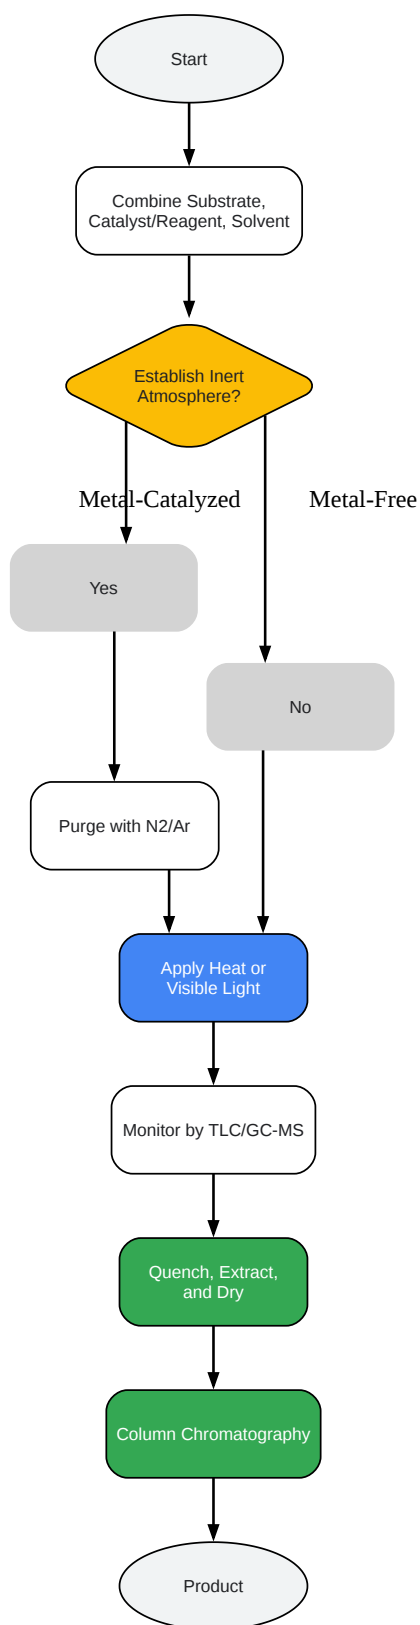 Start
Combine Substrate,
Catalyst/Reagent, Solvent
Establish Inert
Atmosphere?
Metal-Catalyzed
Metal-Free
Yes
No
Purge with N2/Ar
Apply Heat or
Visible Light
Monitor by TLC/GC-MS
Quench, Extract,
and Dry
Column Chromatography
Product